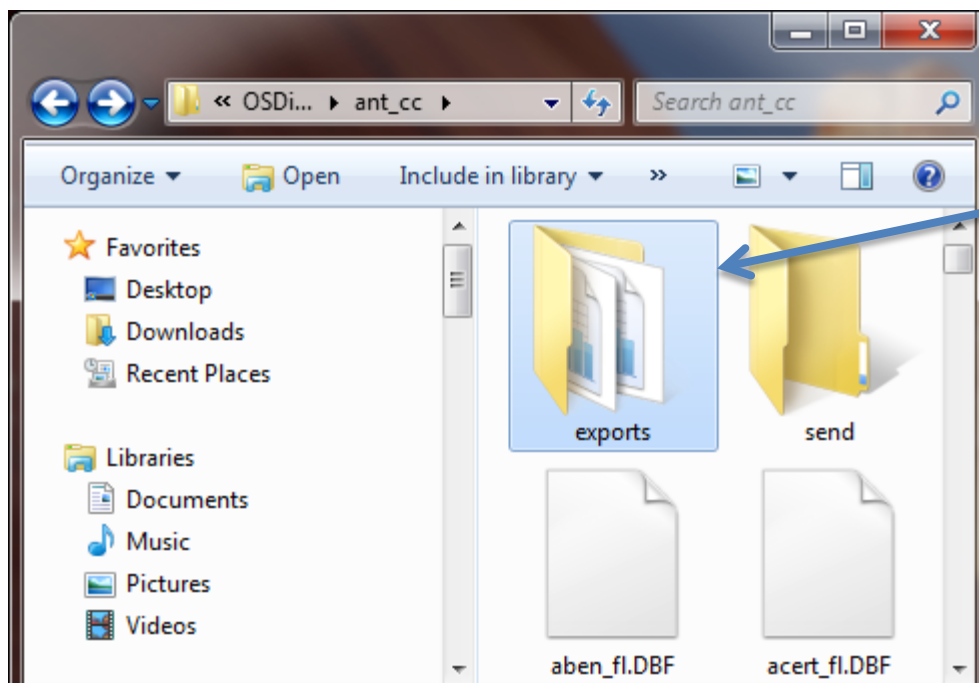 « OSDi... ant_cc
Search ant_cc
Organize Open Include in library »
Favorites
Desktop
Downloads
Recent Places
Libraries
Documents
Music
Pictures
Videos
exports send
aben_fl.DBF acert_fl.DBF